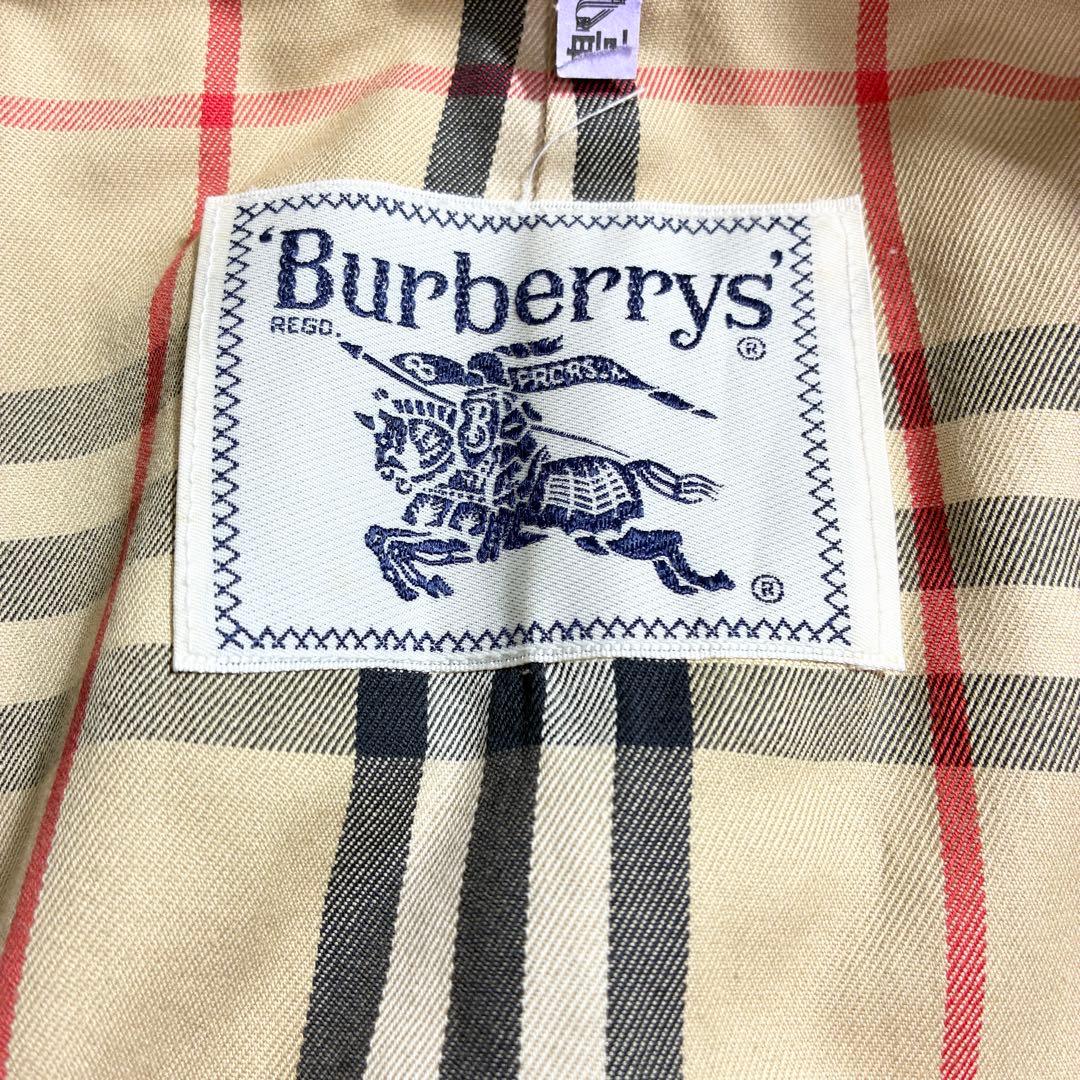 'Burberrys'
REGD.
®
B PRORSUM
®